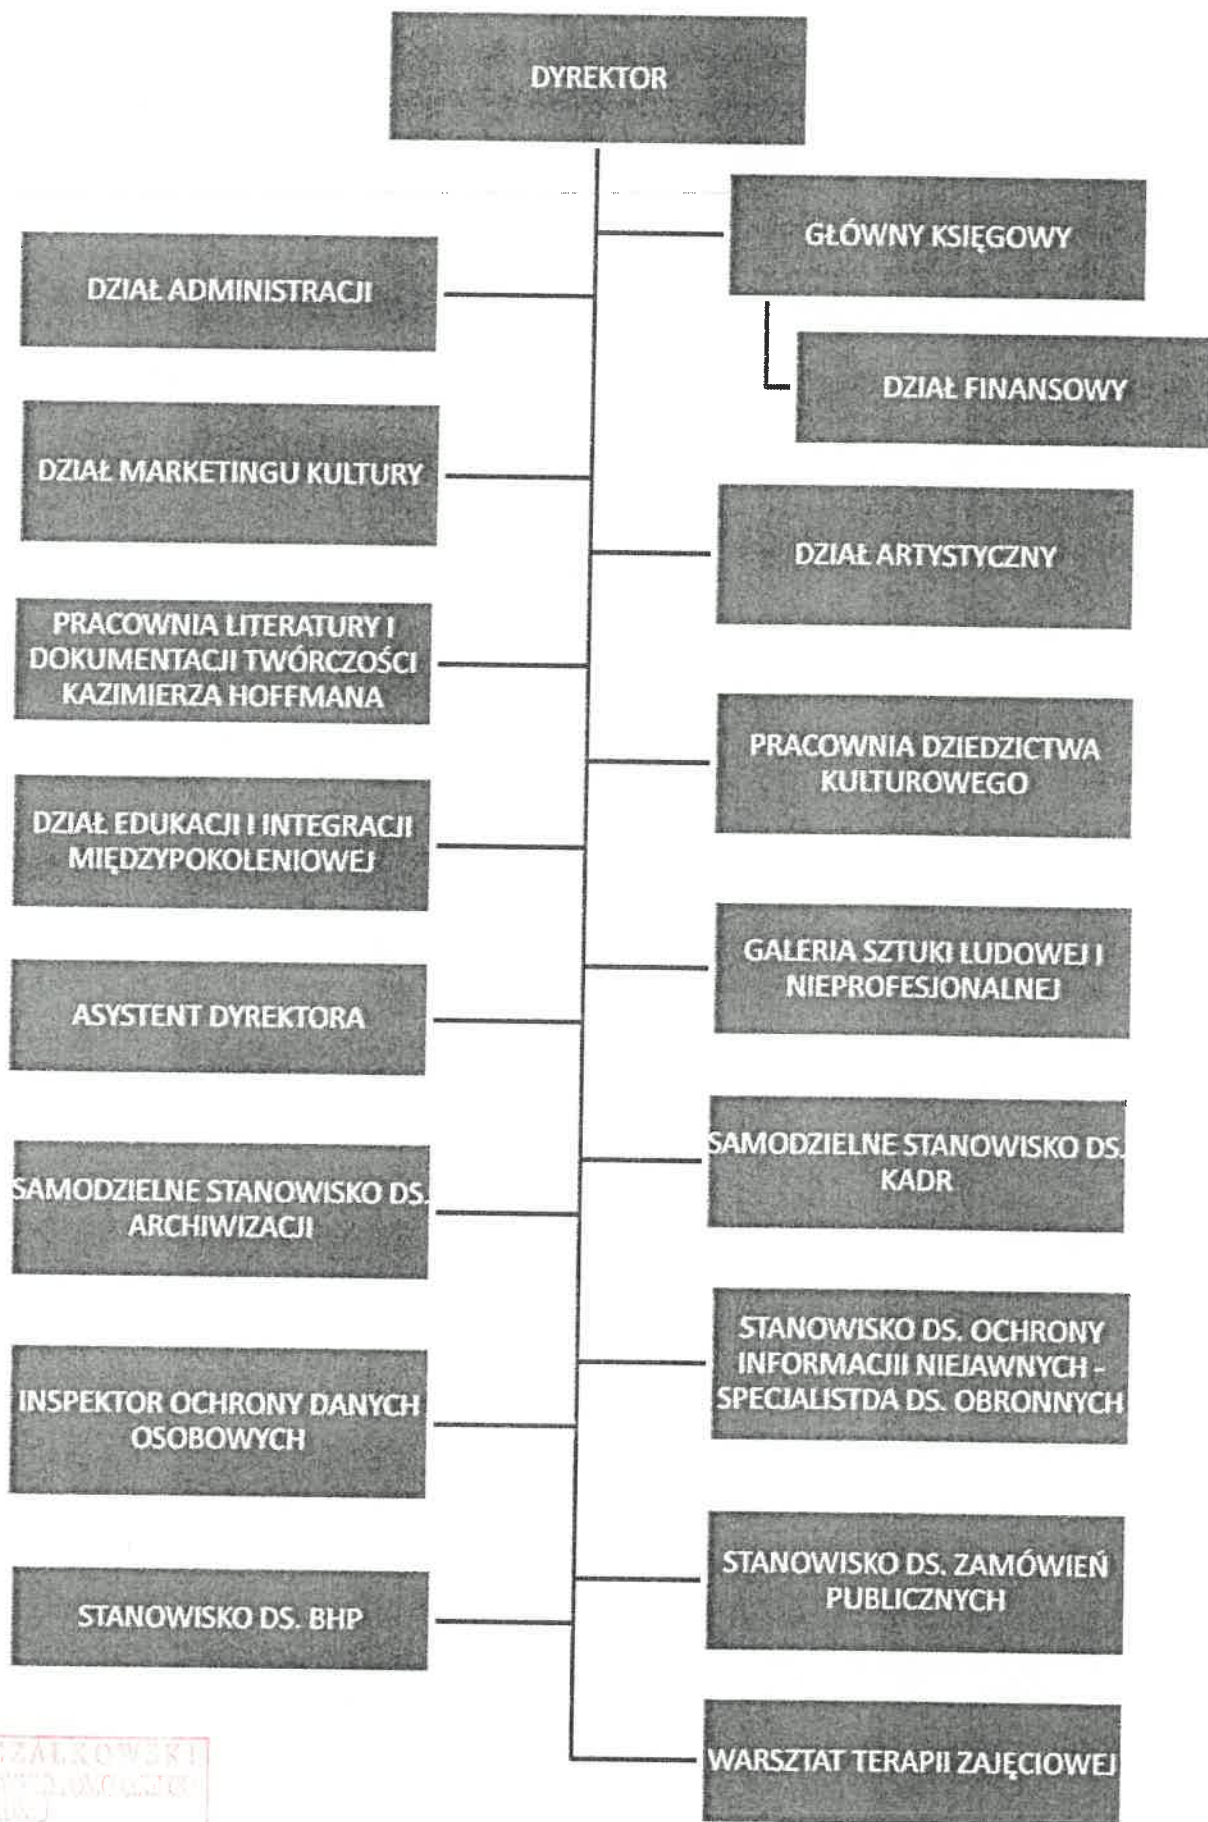 DYREKTOR
GŁÓWNY KSIĘGOWY
DZIAŁ ADMINISTRACJI
DZIAŁ FINANSOWY
DZIAŁ MARKETINGU KULTURY
DZIAŁ ARTYSTYCZNY
PRACOWNIA LITERATURY I
DOKUMENTACJI TWÓRCZOŚCI
KAZIMIERZA HOFFMANA
PRACOWNIA DZIEDZICTWA
KULTUROWEGO
DZIAŁ EDUKACJI I INTEGRACJI
MIĘDZYPOKOLENIOWEJ
GALERIA SZTUKI LUDOWEJ I
NIEPROFESJONALNEJ
ASYSTENT DYREKTORA
SAMODZIELNE STANOWISKO DS.
KADR
SAMODZIELNE STANOWISKO DS.
ARCHIWIZACJI
STANOWISKO DS. OCHRONY
INFORMACJII NIEJAWNYCH -
SPECJALISTDA DS. OBRONNYCH
INSPEKTOR OCHRONY DANYCH
OSOBOWYCH
STANOWISKO DS. ZAMÓWIEŃ
PUBLICZNYCH
STANOWISKO DS. BHP
WARSZTAT TERAPII ZAJĘCIOWEJ